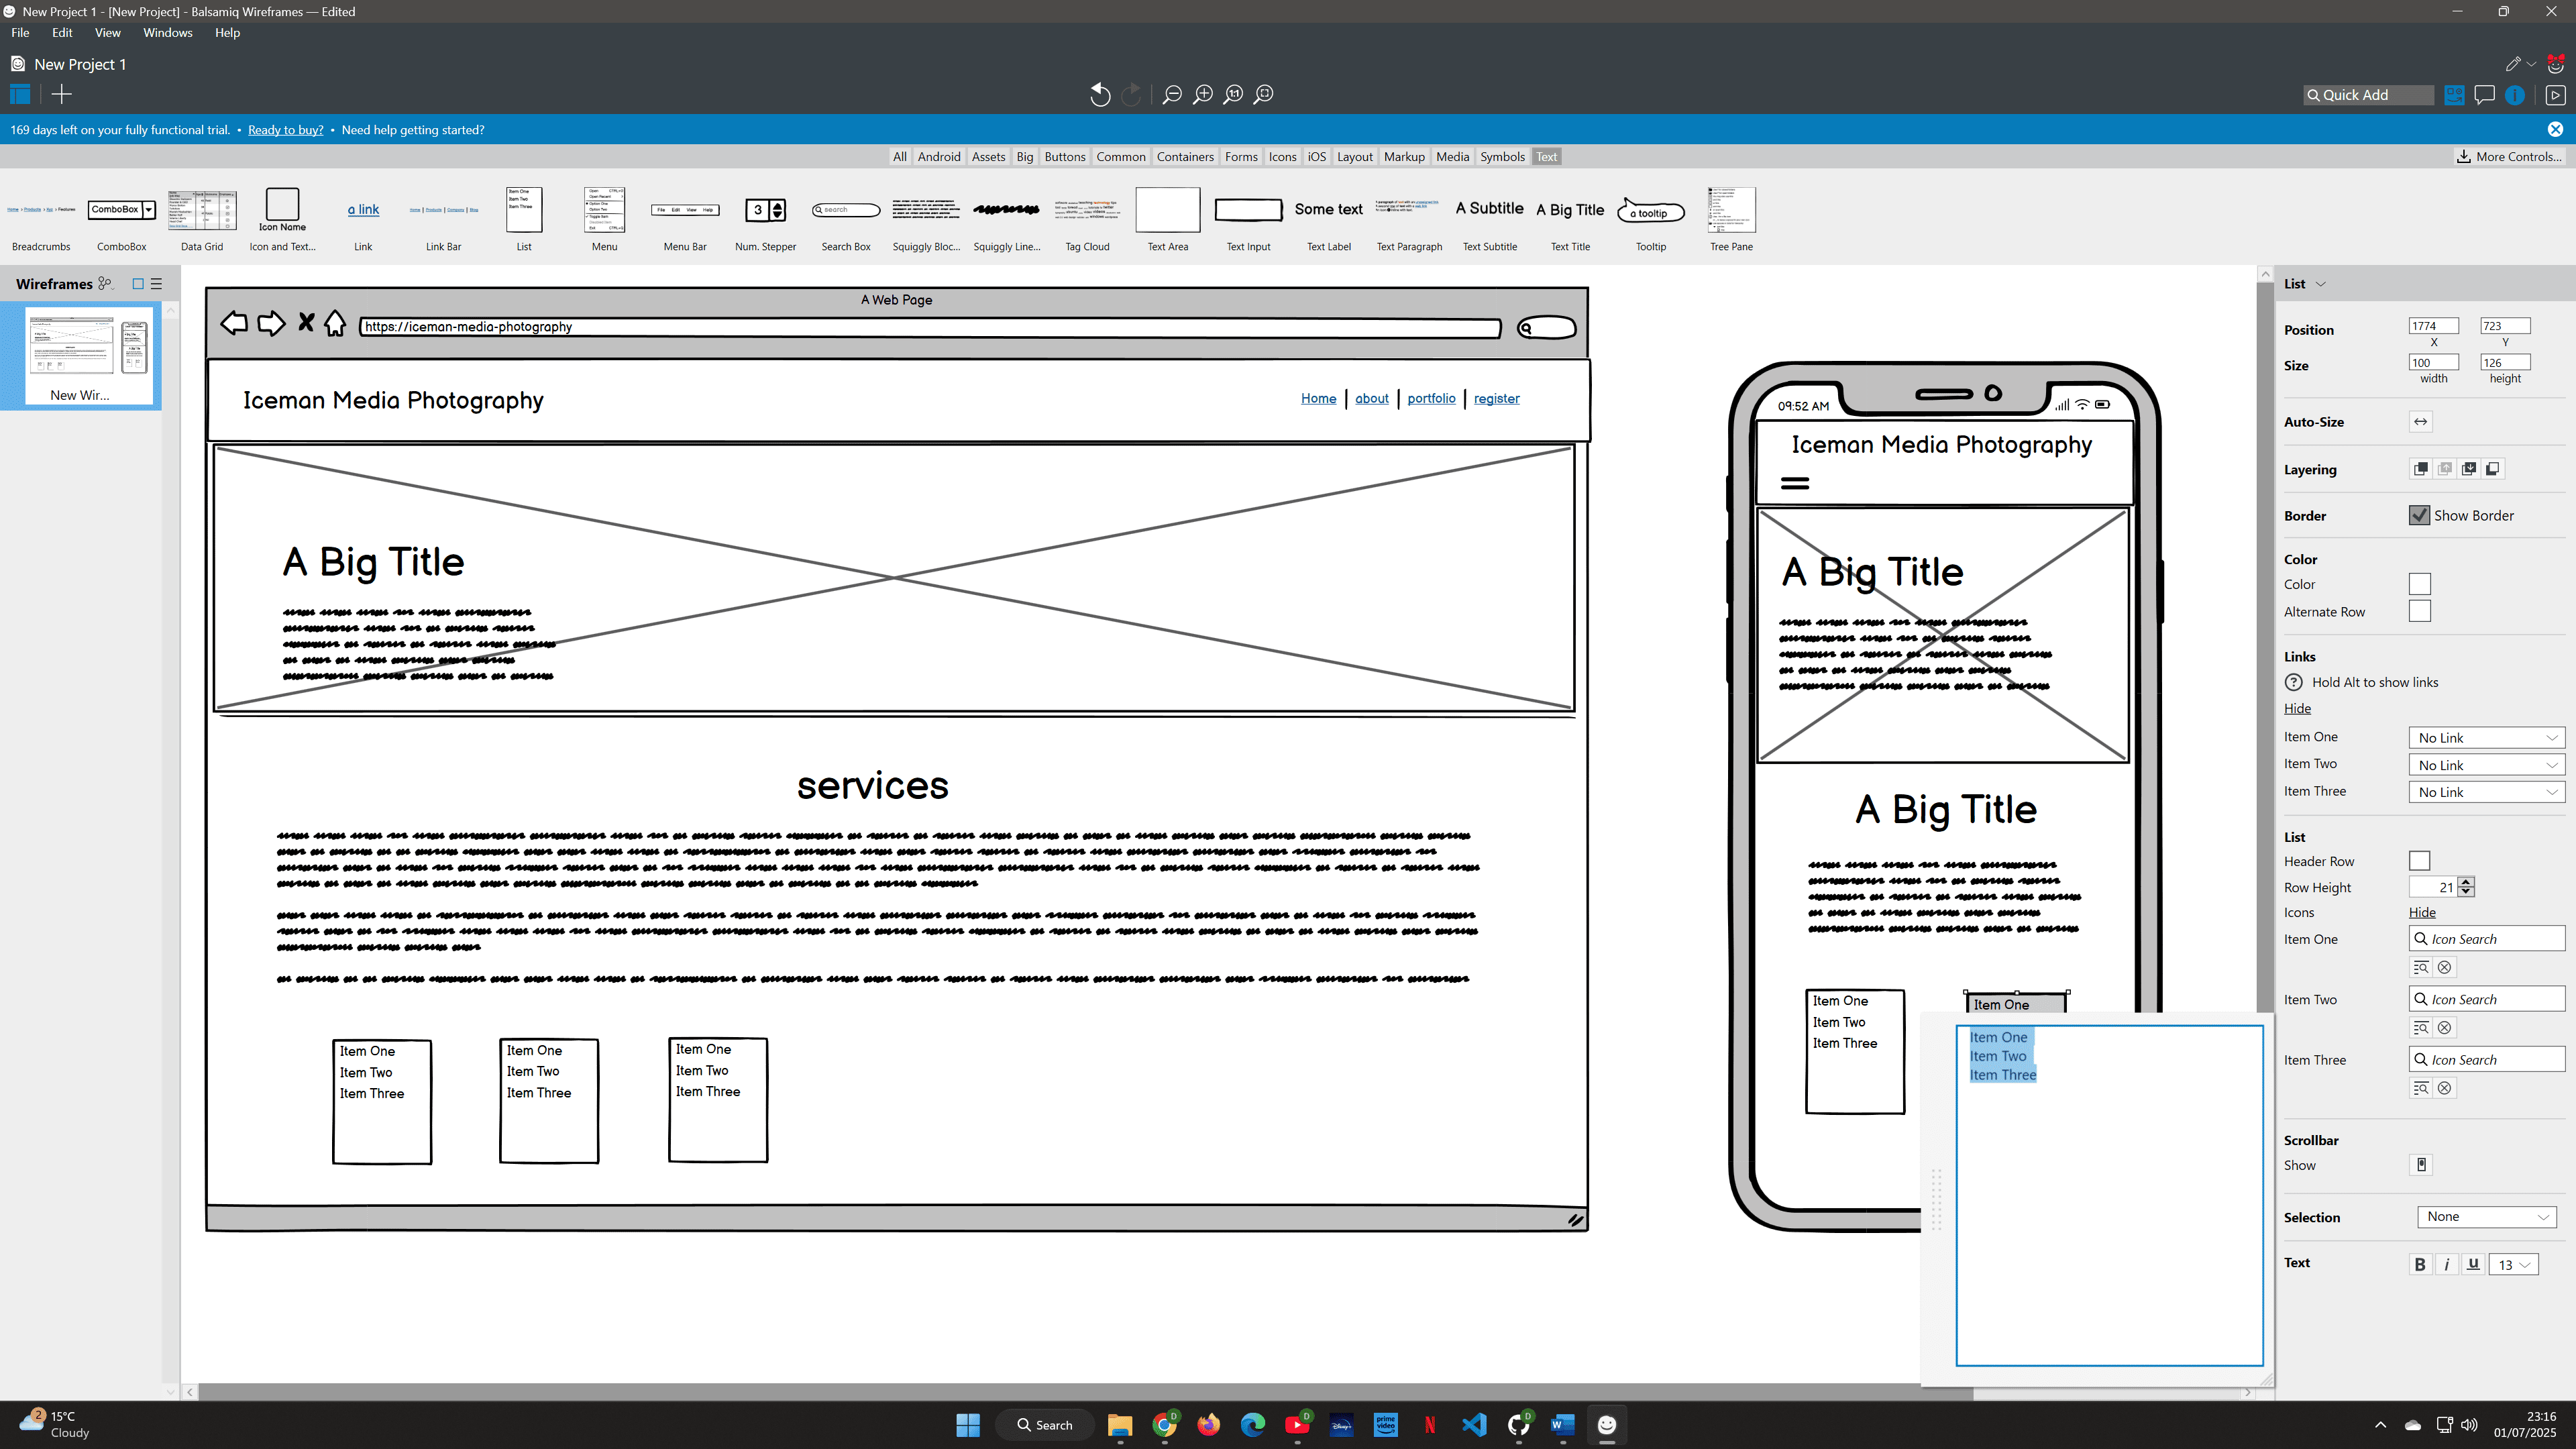 New Project 1 - [New Project] - Balsamiq Wireframes — Edited
File Edit View Windows Help
New Project 1
Quick Add
169 days left on your fully functional trial. • Ready to buy? • Need help getting started?
All Android Assets Big Buttons Common Containers Forms Icons iOS Layout Markup Media Symbols Text
More Controls...
ComboBox
Icon Name
a link
3
search
Some text
A Subtitle
A Big Title
a tooltip
Breadcrumbs ComboBox Data Grid Icon and Text... Link Link Bar List Menu Menu Bar Num. Stepper Search Box Squiggly Bloc... Squiggly Line... Tag Cloud Text Area Text Input Text Label Text Paragraph Text Subtitle Text Title Tooltip Tree Pane
Wireframes
New Wir...
A Web Page
https://iceman-media-photography
Iceman Media Photography
Home about portfolio register
A Big Title
services
Item One
Item Two
Item Three
Item One
Item Two
Item Three
Item One
Item Two
Item Three
09:52 AM
Iceman Media Photography
A Big Title
A Big Title
Item One
Item Two
Item Three
Item One
Item One
Item Two
Item Three
List
Position 1774 723
X Y
Size 100 126
width height
Auto-Size
Layering
Border Show Border
Color
Color
Alternate Row
Links
? Hold Alt to show links
Hide
Item One No Link
Item Two No Link
Item Three No Link
List
Header Row
Row Height 21
Icons Hide
Item One Icon Search
Item Two Icon Search
Item Three Icon Search
Scrollbar
Show
Selection None
Text B i u 13
2
15°C
Cloudy
Search
D
D
Disney+
prime video
N
D
W
23:16
01/07/2025